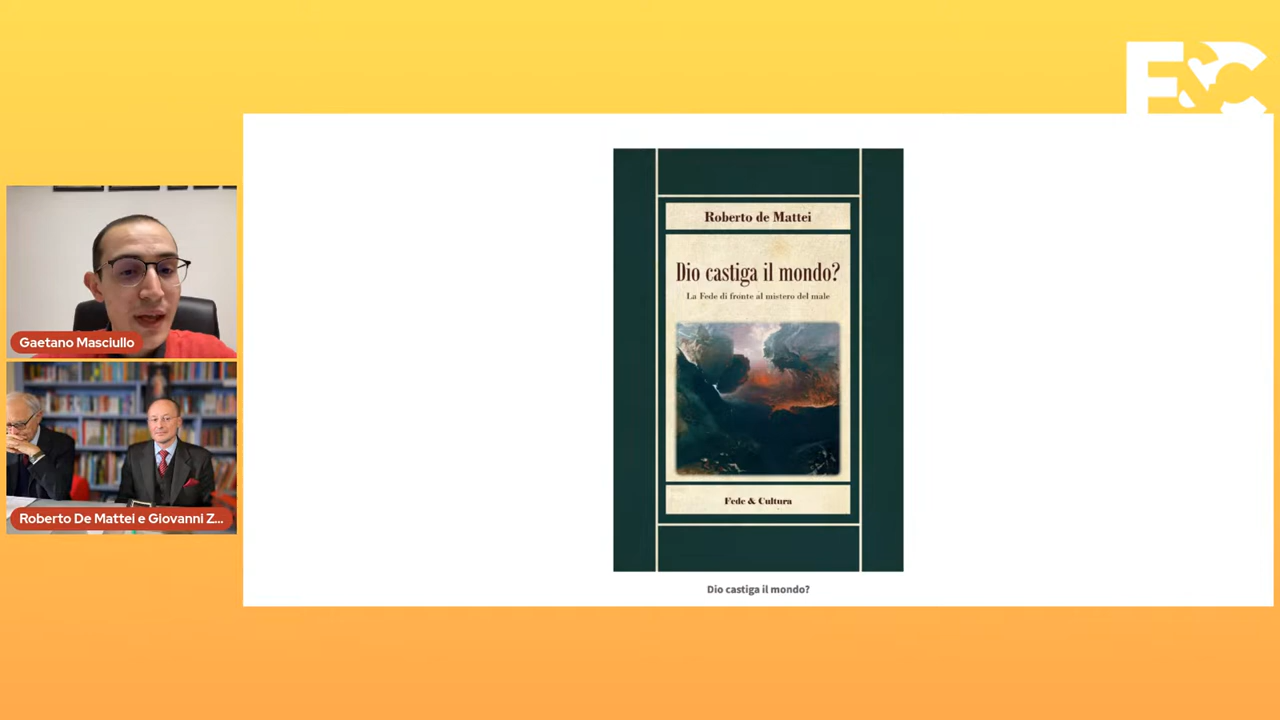 F&C
Gaetano Masciullo
Roberto De Mattei e Giovanni Z...
Roberto de Mattei
Dio castiga il mondo?
La Fede di fronte al mistero del male
Fede & Cultura
Dio castiga il mondo?